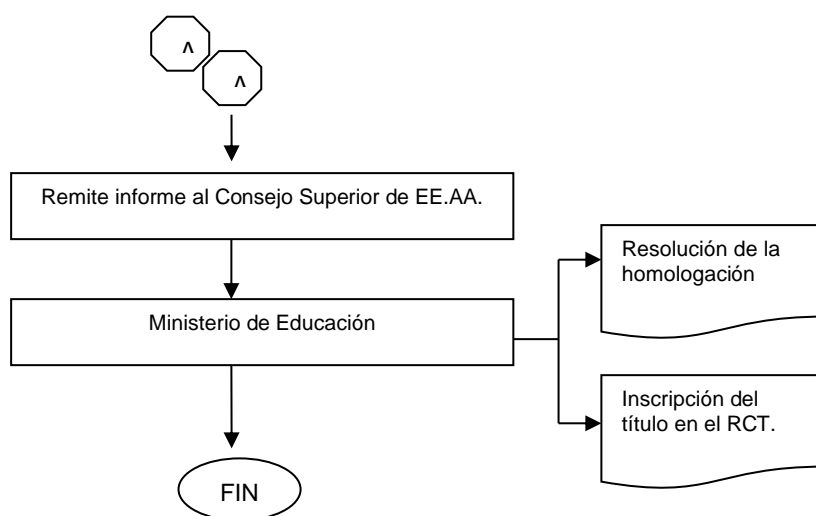 ^
^
Remite informe al Consejo Superior de EE.AA.
Resolución de la
homologación
Ministerio de Educación
Inscripción del
título en el RCT.
FIN